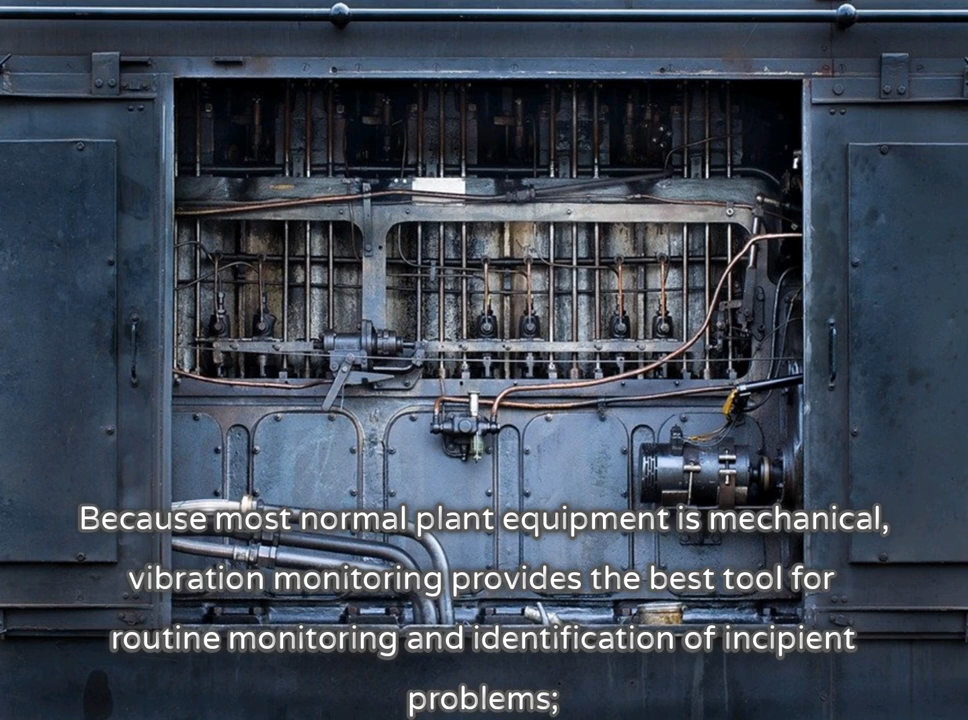 Because most normal plant equipment is mechanical,
vibration monitoring provides the best tool for
routine monitoring and identification of incipient
problems;